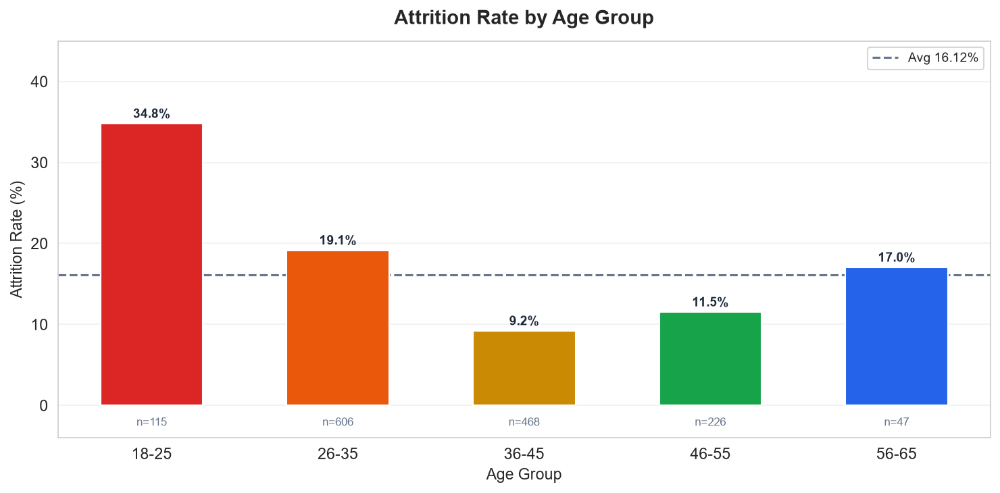 Attrition Rate by Age Group
Avg 16.12%
Attrition Rate (%)
40
30
20
10
0
34.8%
19.1%
9.2%
11.5%
17.0%
n=115
n=606
n=468
n=226
n=47
18-25
26-35
36-45
46-55
56-65
Age Group